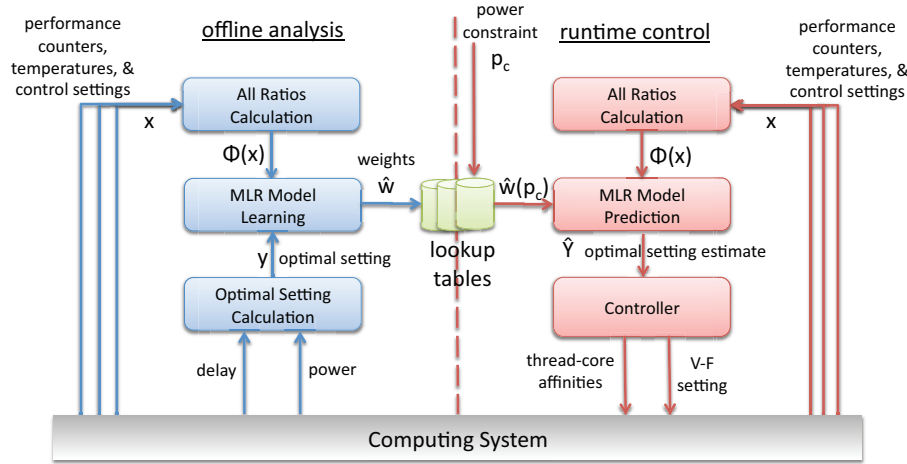 performance
counters,
temperatures, &
control settings
offline analysis
power
constraint
p_c
runtime control
performance
counters,
temperatures, &
control settings
All Ratios
Calculation
x
All Ratios
Calculation
x
Φ(x)
Φ(x)
weights
ŵ
MLR Model
Learning
ŵ(p_c)
MLR Model
Prediction
lookup
tables
y optimal setting
Ŷ optimal setting estimate
Optimal Setting
Calculation
Controller
delay
power
thread-core
affinities
V-F
setting
Computing System